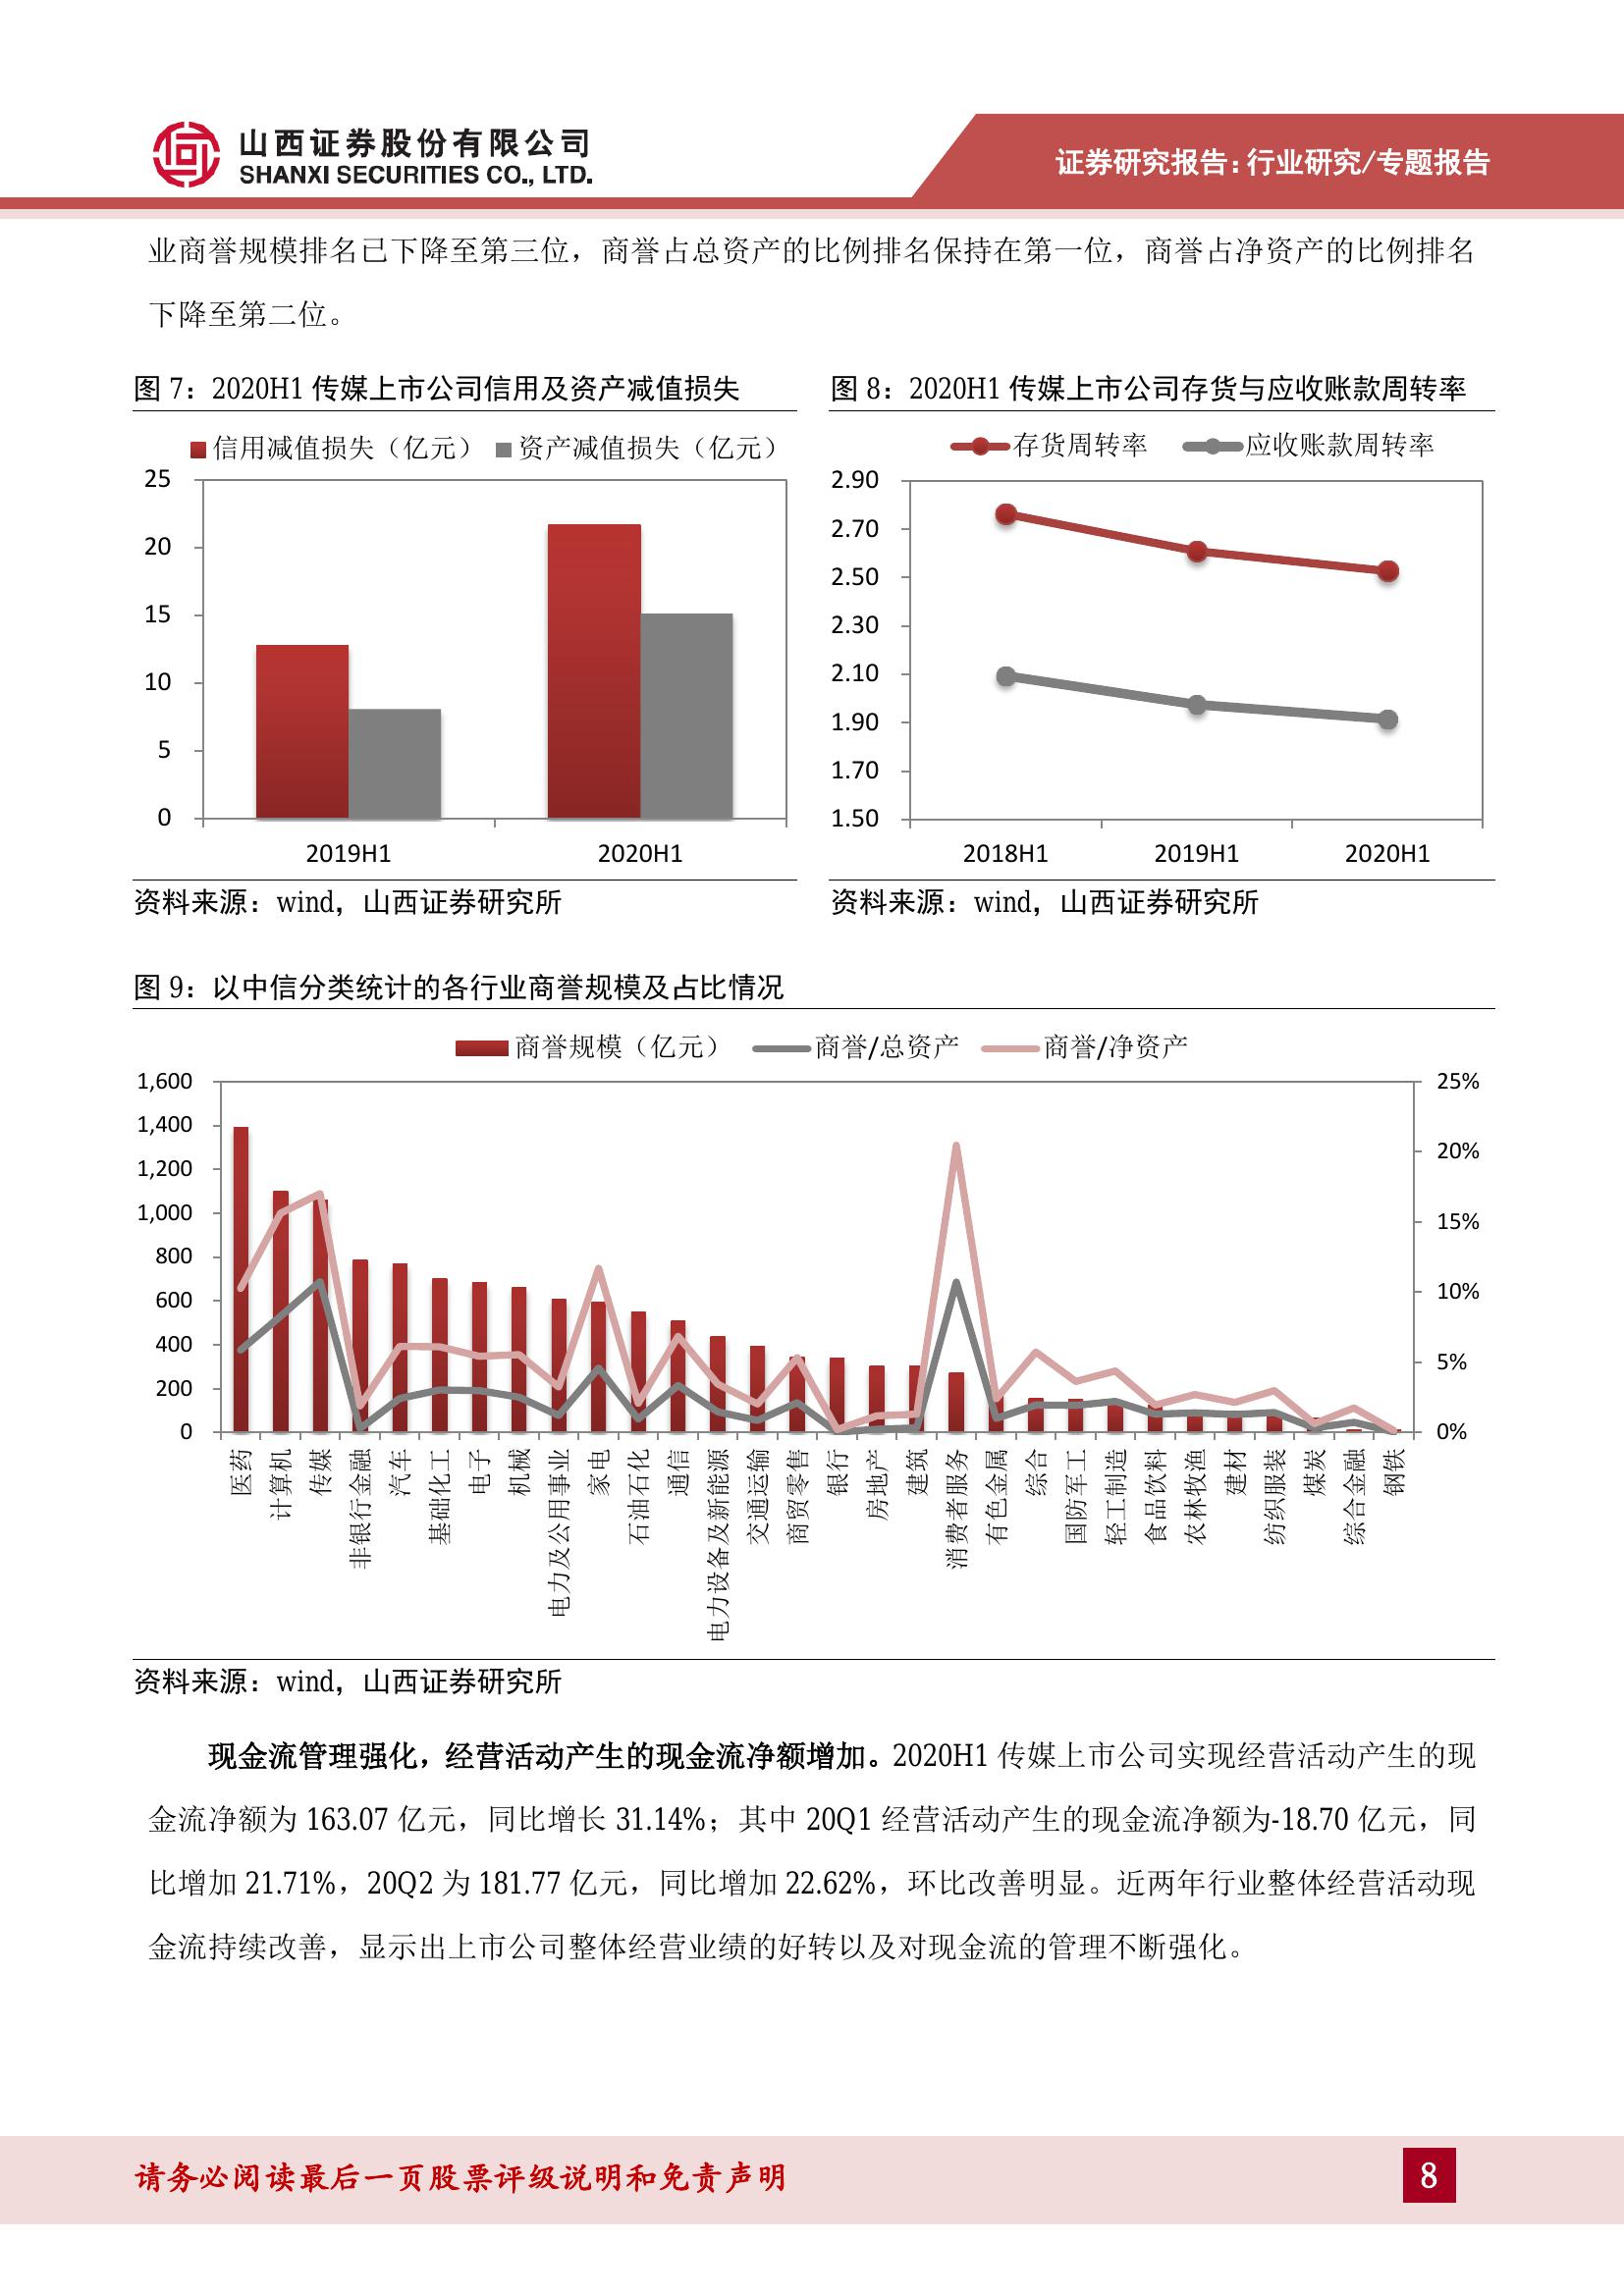 山西证券股份有限公司
SHANXI SECURITIES CO., LTD.
证券研究报告:行业研究/专题报告
业商誉规模排名已下降至第三位，商誉占总资产的比例排名保持在第一位，商誉占净资产的比例排名
下降至第二位。
图 7：2020H1 传媒上市公司信用及资产减值损失
信用减值损失（亿元） 资产减值损失（亿元）
25
20
15
10
5
0
2019H1 2020H1
资料来源：wind，山西证券研究所
图 8：2020H1 传媒上市公司存货与应收账款周转率
存货周转率 应收账款周转率
2.90
2.70
2.50
2.30
2.10
1.90
1.70
1.50
2018H1 2019H1 2020H1
资料来源：wind，山西证券研究所
图 9：以中信分类统计的各行业商誉规模及占比情况
商誉规模（亿元） 商誉/总资产 商誉/净资产
1,600
1,400
1,200
1,000
800
600
400
200
0
25%
20%
15%
10%
5%
0%
医药
计算机
传媒
非银行金融
汽车
基础化工
电子
机械
电力及公用事业
家电
石油石化
通信
电力设备及新能源
交通运输
商贸零售
银行
房地产
建筑
消费者服务
有色金属
综合
国防军工
轻工制造
食品饮料
农林牧渔
建材
纺织服装
煤炭
综合金融
钢铁
资料来源：wind，山西证券研究所
现金流管理强化，经营活动产生的现金流净额增加。2020H1 传媒上市公司实现经营活动产生的现
金流净额为 163.07 亿元，同比增长 31.14%；其中 20Q1 经营活动产生的现金流净额为-18.70 亿元，同
比增加 21.71%，20Q2 为 181.77 亿元，同比增加 22.62%，环比改善明显。近两年行业整体经营活动现
金流持续改善，显示出上市公司整体经营业绩的好转以及对现金流的管理不断强化。
请务必阅读最后一页股票评级说明和免责声明
8